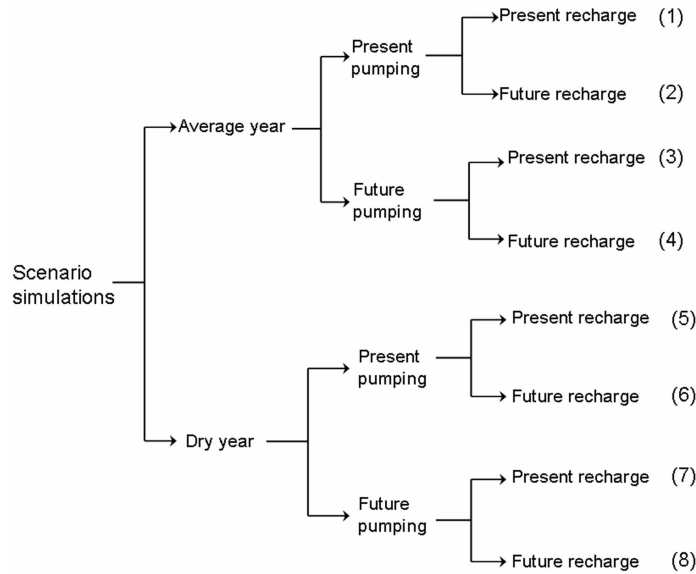 Present recharge (1)
Present
pumping
Future recharge (2)
Average year
Present recharge (3)
Future
pumping
Future recharge (4)
Scenario
simulations
Present recharge (5)
Present
pumping
Future recharge (6)
Dry year
Present recharge (7)
Future
pumping
Future recharge (8)